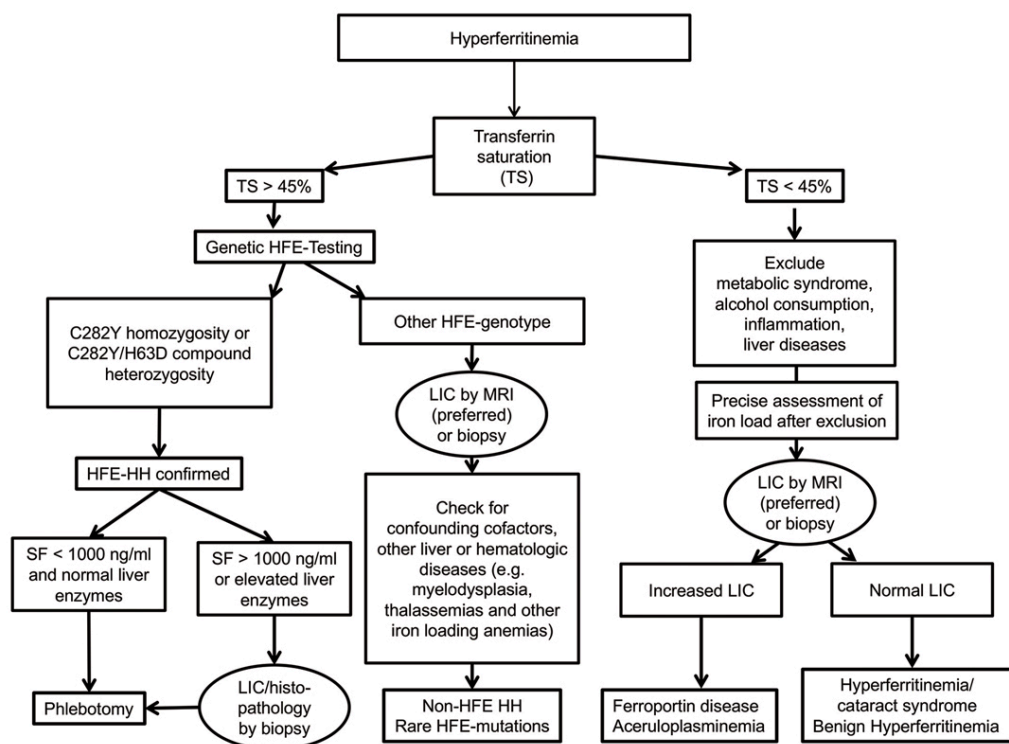 Hyperferritinemia
Transferrin
saturation
(TS)
TS > 45%
TS < 45%
Genetic HFE-Testing
Exclude
metabolic syndrome,
alcohol consumption,
inflammation,
liver diseases
C282Y homozygosity or
C282Y/H63D compound
heterozygosity
Other HFE-genotype
LIC by MRI
(preferred)
or biopsy
Precise assessment of
iron load after exclusion
HFE-HH confirmed
LIC by MRI
(preferred)
or biopsy
Check for
confounding cofactors,
other liver or hematologic
diseases (e.g.
myelodysplasia,
thalassemias and other
iron loading anemias)
SF < 1000 ng/ml
and normal liver
enzymes
SF > 1000 ng/ml
or elevated liver
enzymes
Increased LIC
Normal LIC
Phlebotomy
LIC/histo-
pathology
by biopsy
Non-HFE HH
Rare HFE-mutations
Ferroportin disease
Aceruloplasminemia
Hyperferritinemia/
cataract syndrome
Benign Hyperferritinemia